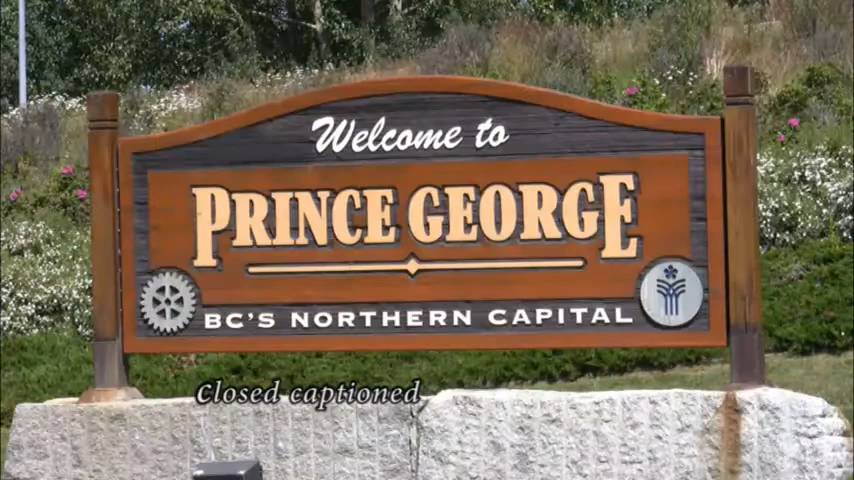 Welcome to
PRINCE GEORGE
BC'S NORTHERN CAPITAL
Closed captioned